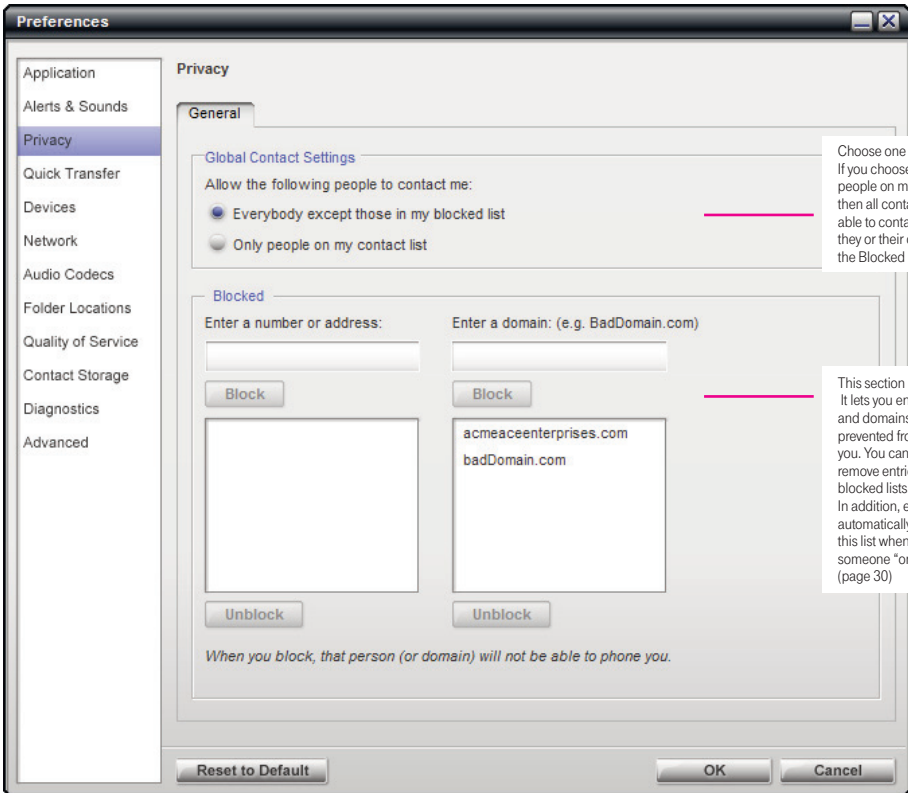 Preferences
Application
Alerts & Sounds
Privacy
Quick Transfer
Devices
Network
Audio Codecs
Folder Locations
Quality of Service
Contact Storage
Diagnostics
Advanced
Privacy
General
Global Contact Settings
Allow the following people to contact me:
Everybody except those in my blocked list
Only people on my contact list
Blocked
Enter a number or address:
Enter a domain: (e.g. BadDomain.com)
Block
Block
acmeaceenterprises.com
badDomain.com
Unblock
Unblock
When you block, that person (or domain) will not be able to phone you.
Reset to Default
OK
Cancel
Choose one
If you choose
people on m
then all conta
able to conta
they or their
the Blocked
This section
It lets you en
and domains
prevented fro
you. You can
remove entri
blocked lists
In addition, e
automatically
this list when
someone "or
(page 30)